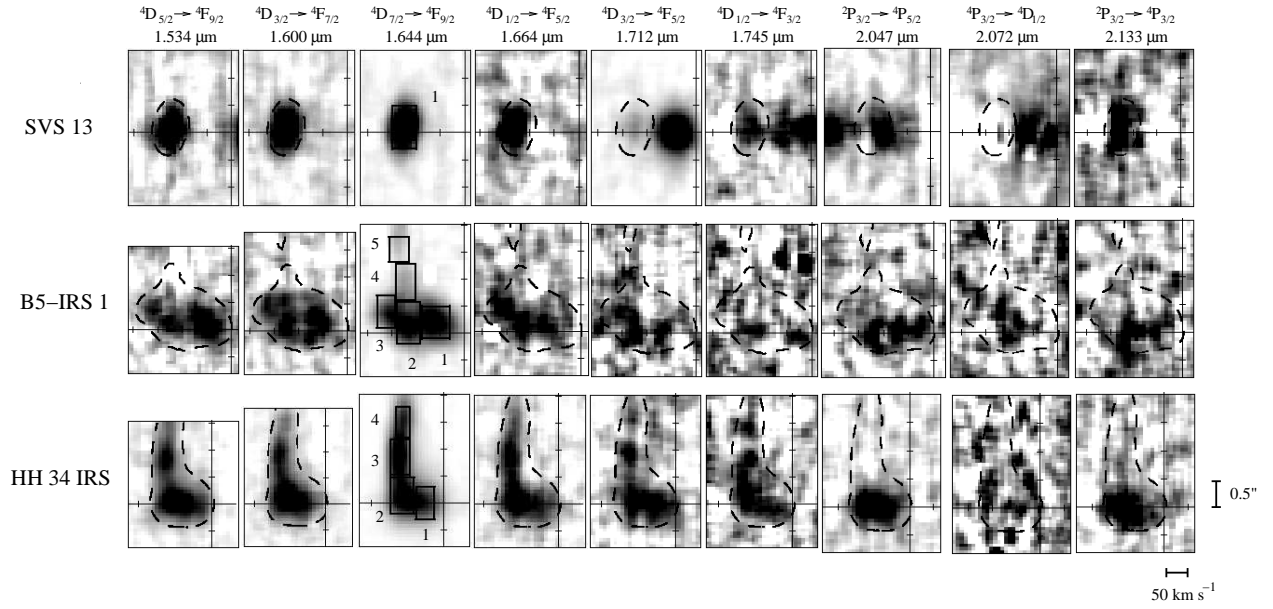 ⁴D₅/₂→ ⁴F₉/₂ ⁴D₃/₂→ ⁴F₇/₂ ⁴D₇/₂→ ⁴F₉/₂ ⁴D₁/₂→ ⁴F₅/₂ ⁴D₃/₂→ ⁴F₅/₂ ⁴D₁/₂→ ⁴F₃/₂ ²P₃/₂→ ⁴P₅/₂ ⁴P₃/₂→ ⁴D₁/₂ ²P₃/₂→ ⁴P₃/₂
1.534 μm 1.600 μm 1.644 μm 1.664 μm 1.712 μm 1.745 μm 2.047 μm 2.072 μm 2.133 μm
SVS 13
1
B5–IRS 1
5
4
3
2
1
HH 34 IRS
4
3
2
1
0.5"
50 km s⁻¹